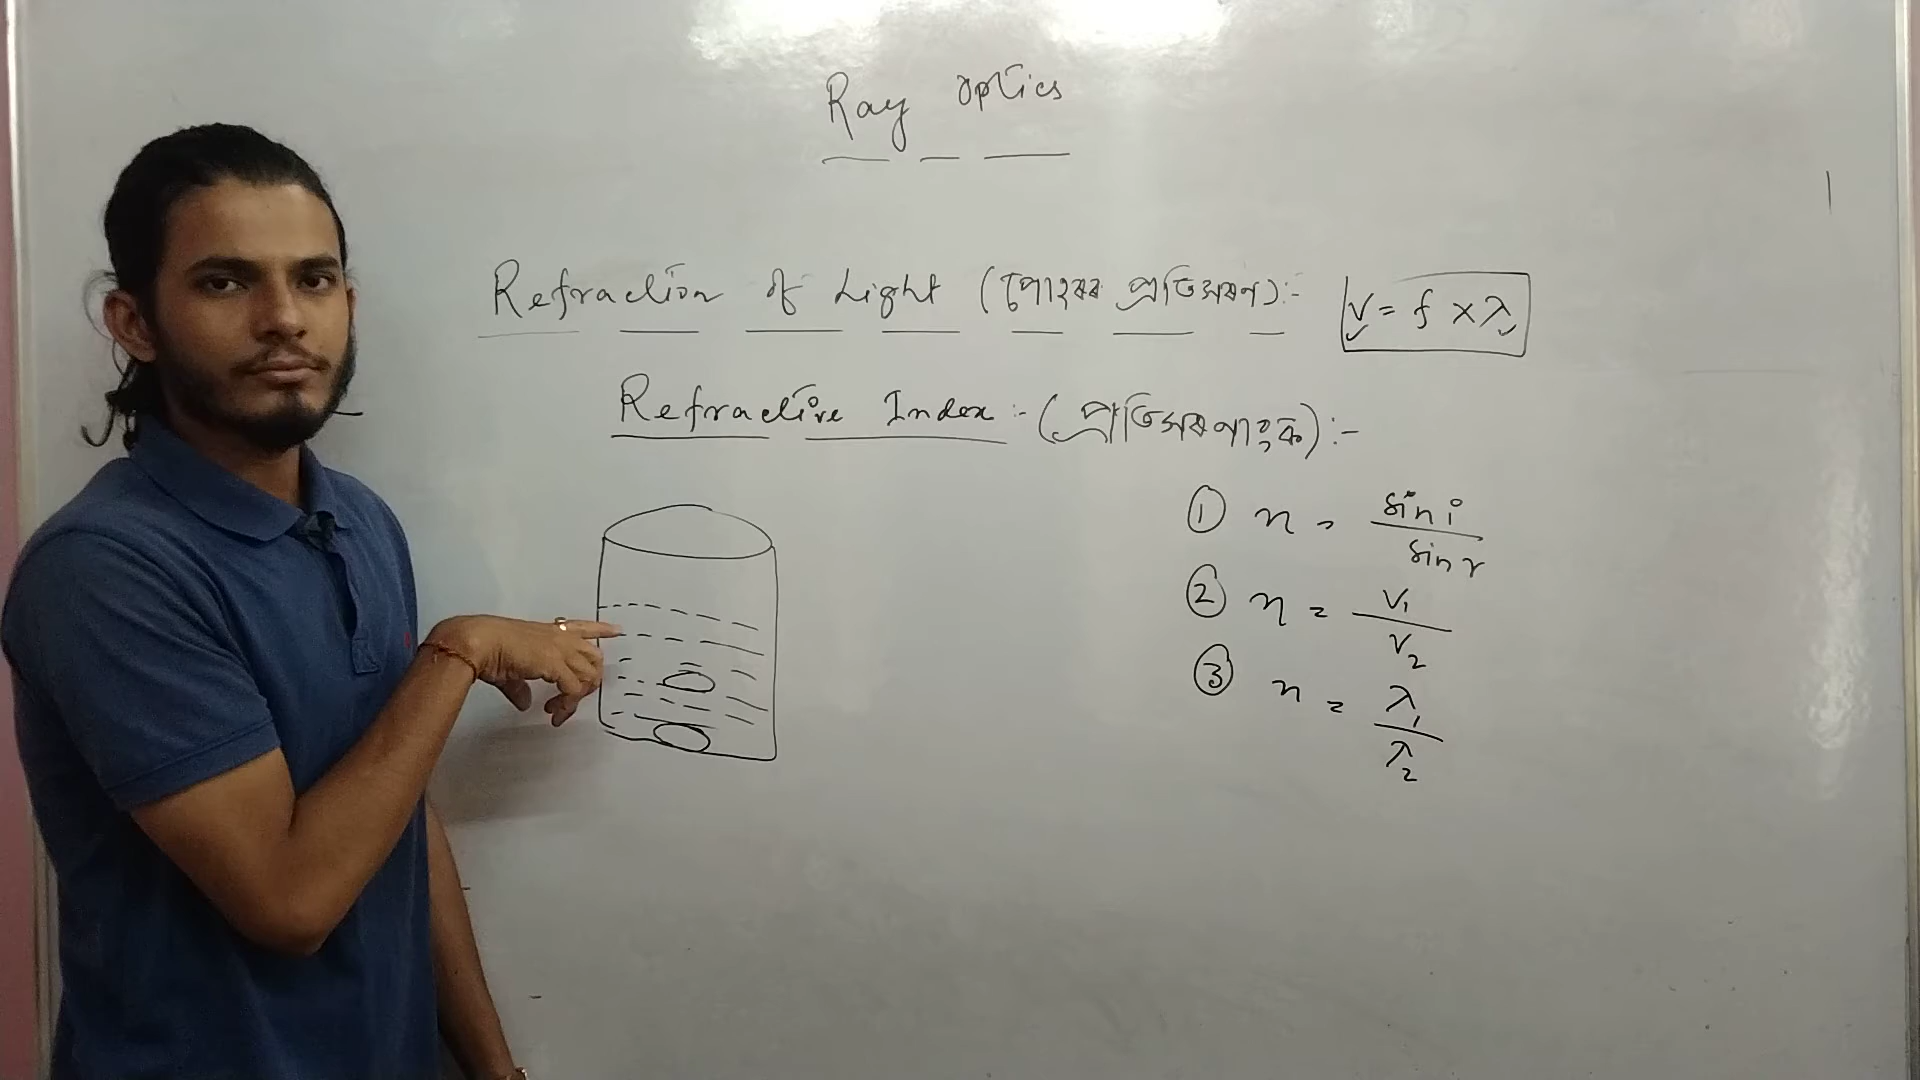 Ray Optics
Refraction of Light (পোহৰৰ প্ৰতিসৰণ):- V = f × λ
Refractive Index :- (প্ৰতিসৰণাংক):-
① n = sin i / sin r
② n = V₁ / V₂
③ n = λ₁ / λ₂